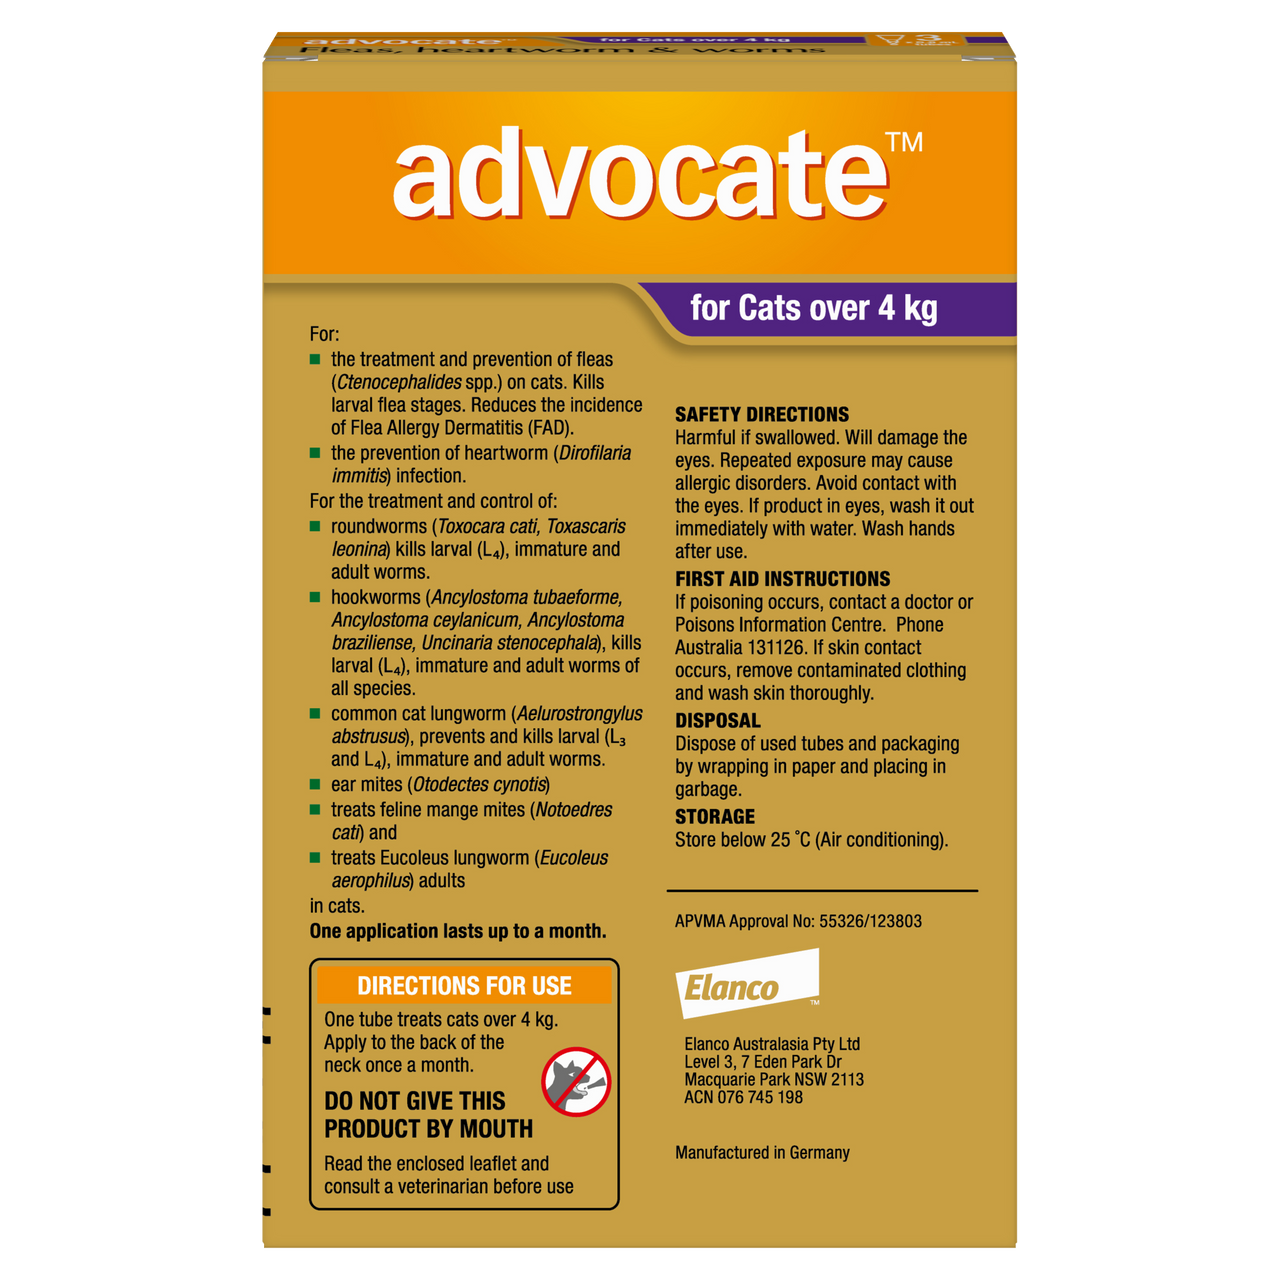 advocate™ for Cats over 4 kg 3
Fleas, heartworm & worms
advocate™
for Cats over 4 kg
For:
■ the treatment and prevention of fleas
(Ctenocephalides spp.) on cats. Kills
larval flea stages. Reduces the incidence
of Flea Allergy Dermatitis (FAD).
■ the prevention of heartworm (Dirofilaria
immitis) infection.
For the treatment and control of:
■ roundworms (Toxocara cati, Toxascaris
leonina) kills larval (L₄), immature and
adult worms.
■ hookworms (Ancylostoma tubaeforme,
Ancylostoma ceylanicum, Ancylostoma
braziliense, Uncinaria stenocephala), kills
larval (L₄), immature and adult worms of
all species.
■ common cat lungworm (Aelurostrongylus
abstrusus), prevents and kills larval (L₃
and L₄), immature and adult worms.
■ ear mites (Otodectes cynotis)
■ treats feline mange mites (Notoedres
cati) and
■ treats Eucoleus lungworm (Eucoleus
aerophilus) adults
in cats.
One application lasts up to a month.
DIRECTIONS FOR USE
One tube treats cats over 4 kg.
Apply to the back of the
neck once a month.
DO NOT GIVE THIS
PRODUCT BY MOUTH
Read the enclosed leaflet and
consult a veterinarian before use
SAFETY DIRECTIONS
Harmful if swallowed. Will damage the
eyes. Repeated exposure may cause
allergic disorders. Avoid contact with
the eyes. If product in eyes, wash it out
immediately with water. Wash hands
after use.
FIRST AID INSTRUCTIONS
If poisoning occurs, contact a doctor or
Poisons Information Centre. Phone
Australia 131126. If skin contact
occurs, remove contaminated clothing
and wash skin thoroughly.
DISPOSAL
Dispose of used tubes and packaging
by wrapping in paper and placing in
garbage.
STORAGE
Store below 25 ˚C (Air conditioning).
APVMA Approval No: 55326/123803
Elanco™
Elanco Australasia Pty Ltd
Level 3, 7 Eden Park Dr
Macquarie Park NSW 2113
ACN 076 745 198
Manufactured in Germany